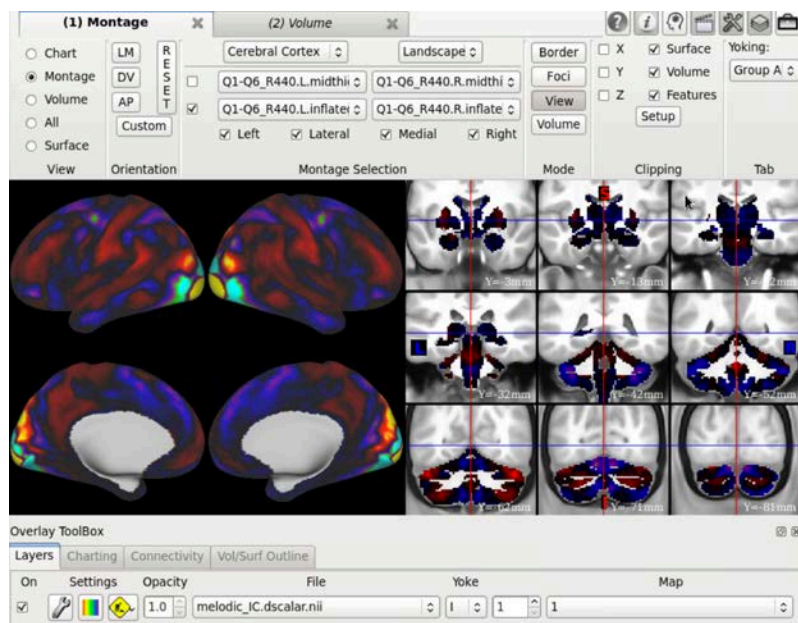 (1) Montage
(2) Volume
Chart
Montage
Volume
All
Surface
View
LM
DV
AP
Custom
RESET
Orientation
Cerebral Cortex
Landscape
Q1-Q6_R440.L.midthi
Q1-Q6_R440.R.midthi
Q1-Q6_R440.L.inflate
Q1-Q6_R440.R.inflate
Left Lateral Medial Right
Montage Selection
Border
Foci
View
Volume
Mode
X Surface
Y Volume
Z Features
Setup
Clipping
Yoking:
Group A
Tab
S
Y=-3mm
Y=-13mm
Y=-32mm
Y=-42mm
Y=-52mm
Y=-62mm
Y=-71mm
Y=-81mm
Overlay ToolBox
Layers Charting Connectivity Vol/Surf Outline
On Settings Opacity File Yoke Map
1.0 melodic_IC.dscalar.nii I 1 1